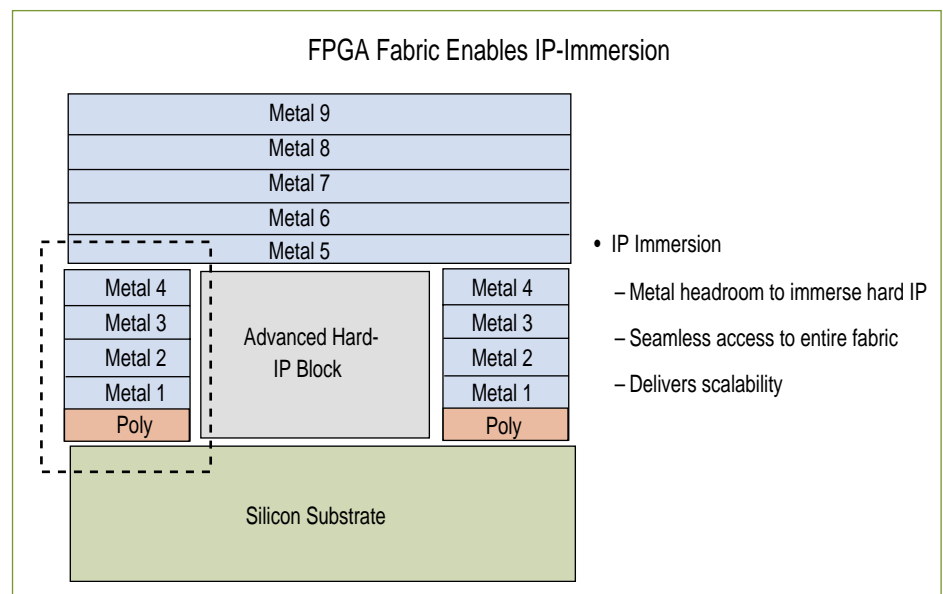 FPGA Fabric Enables IP-Immersion
Metal 9
Metal 8
Metal 7
Metal 6
Metal 5
Metal 4
Metal 3
Metal 2
Metal 1
Poly
Advanced Hard-
IP Block
Metal 4
Metal 3
Metal 2
Metal 1
Poly
Silicon Substrate
• IP Immersion
– Metal headroom to immerse hard IP
– Seamless access to entire fabric
– Delivers scalability